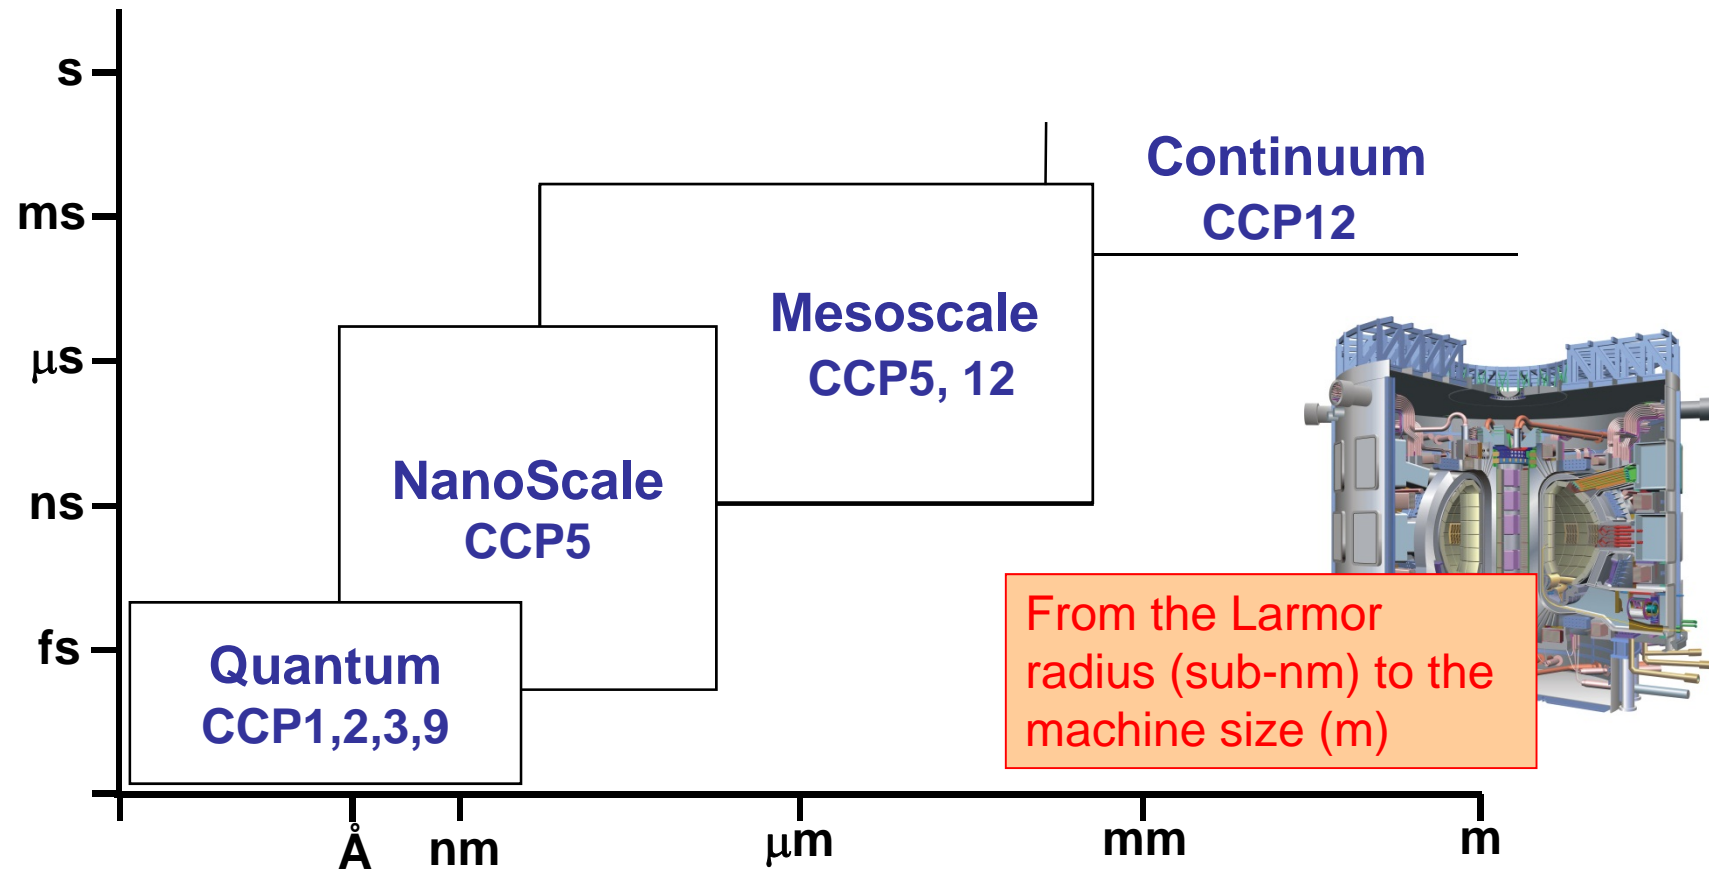 s
ms
μs
ns
fs
Continuum
CCP12
Mesoscale
CCP5, 12
NanoScale
CCP5
Quantum
CCP1,2,3,9
From the Larmor
radius (sub-nm) to the
machine size (m)
Å nm μm mm m